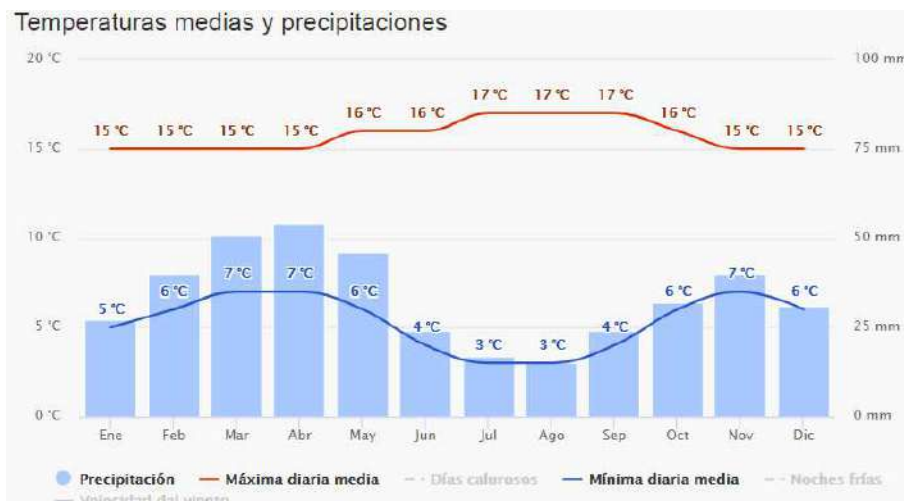 Temperaturas medias y precipitaciones
20 °C 100 mm
17 °C 17 °C 17 °C
16 °C 16 °C 16 °C
15 °C 15 °C 15 °C 15 °C 15 °C 15 °C
15 °C 75 mm
10 °C 50 mm
7 °C 7 °C 7 °C
6 °C 6 °C 6 °C 6 °C
5 °C
5 °C 4 °C 4 °C 25 mm
3 °C 3 °C
0 °C 0 mm
Ene Feb Mar Abr May Jun Jul Ago Sep Oct Nov Dic
Precipitación Máxima diaria media Días calurosos Mínima diaria media Noches frías
Velocidad del viento